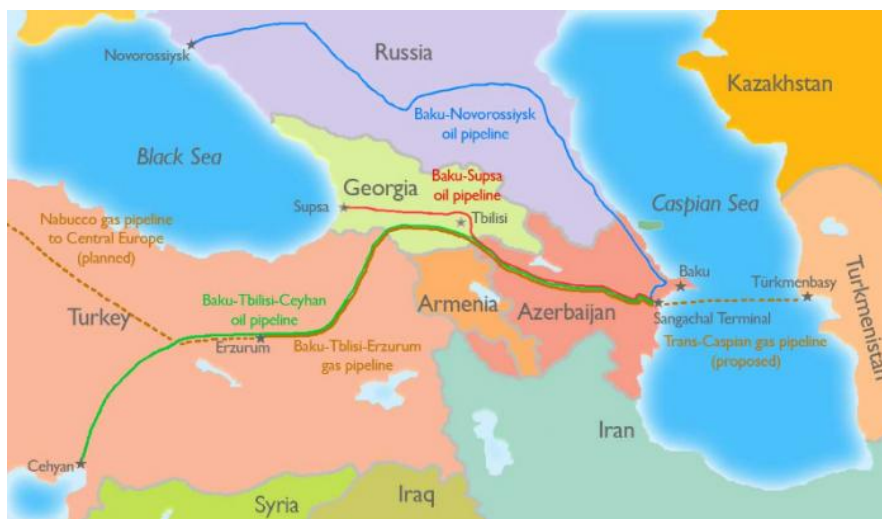 Novorossiysk
Russia
Kazakhstan
Baku-Novorossiysk
oil pipeline
Black Sea
Georgia
Baku-Supsa
oil pipeline
Supsa
Tbilisi
Caspian Sea
Nabucco gas pipeline
to Central Europe
(planned)
Baku
Türkmenbasy
Turkmenistan
Baku-Tbilisi-Ceyhan
oil pipeline
Armenia
Azerbaijan
Sangachal Terminal
Turkey
Erzurum
Baku-Tblisi-Erzurum
gas pipeline
Trans-Caspian gas pipeline
(proposed)
Iran
Cehyan
Syria
Iraq